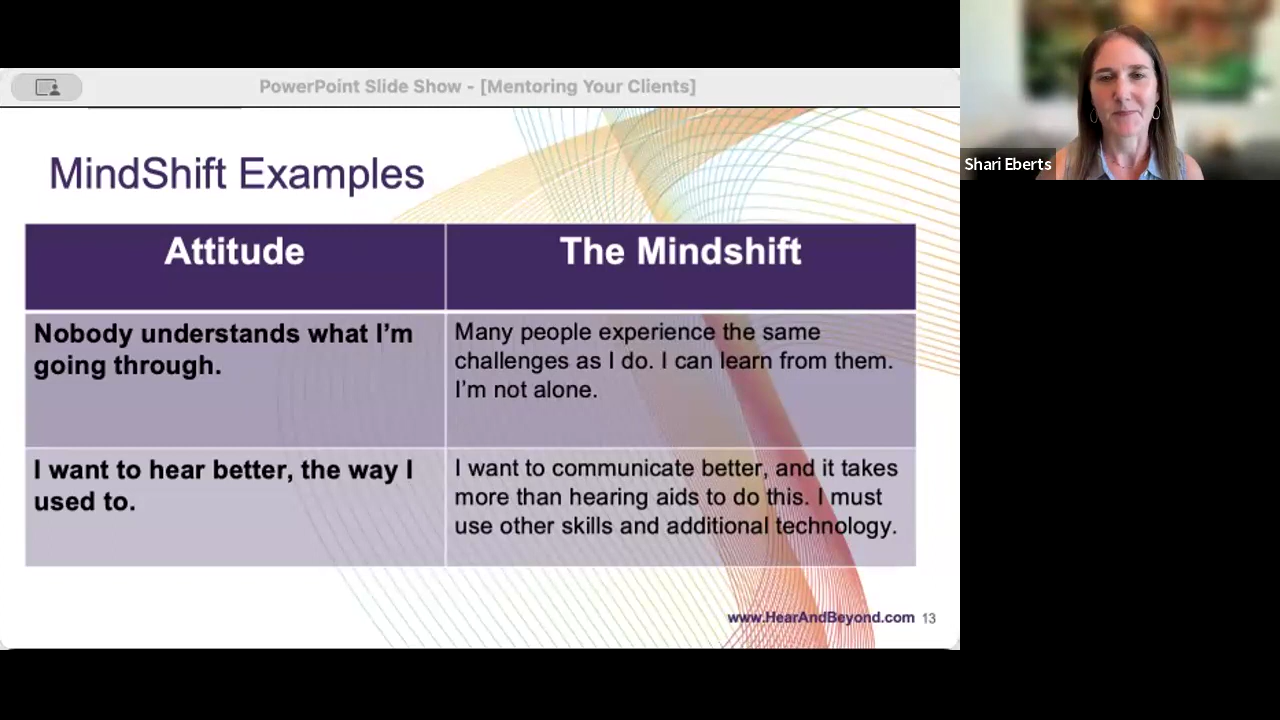 PowerPoint Slide Show - [Mentoring Your Clients]
Shari Eberts
MindShift Examples
Attitude
The Mindshift
Nobody understands what I'm
going through.
Many people experience the same
challenges as I do. I can learn from them.
I'm not alone.
I want to hear better, the way I
used to.
I want to communicate better, and it takes
more than hearing aids to do this. I must
use other skills and additional technology.
www.HearAndBeyond.com 13